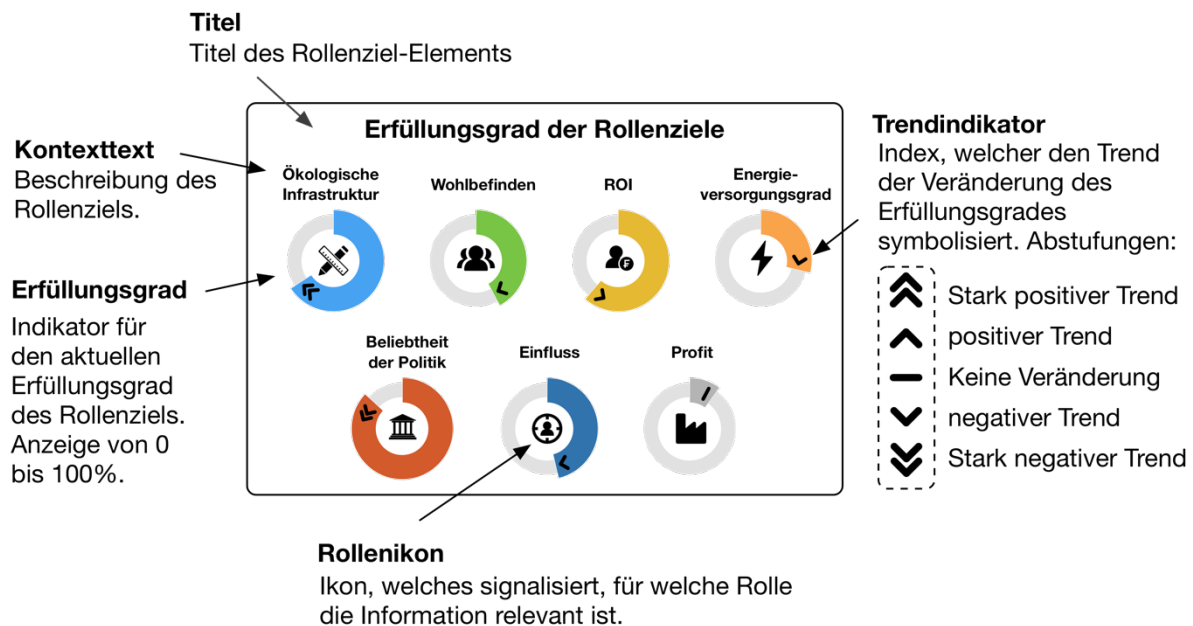 Titel
Titel des Rollenziel-Elements
Erfüllungsgrad der Rollenziele
Kontexttext
Beschreibung des
Rollenziels.
Erfüllungsgrad
Indikator für
den aktuellen
Erfüllungsgrad
des Rollenziels.
Anzeige von 0
bis 100%.
Ökologische
Infrastruktur
Wohlbefinden
ROI
Energie-
versorgungsgrad
F
Beliebtheit
der Politik
Einfluss
Profit
Trendindikator
Index, welcher den Trend
der Veränderung des
Erfüllungsgrades
symbolisiert. Abstufungen:
Stark positiver Trend
positiver Trend
Keine Veränderung
negativer Trend
Stark negativer Trend
Rollenikon
Ikon, welches signalisiert, für welche Rolle
die Information relevant ist.